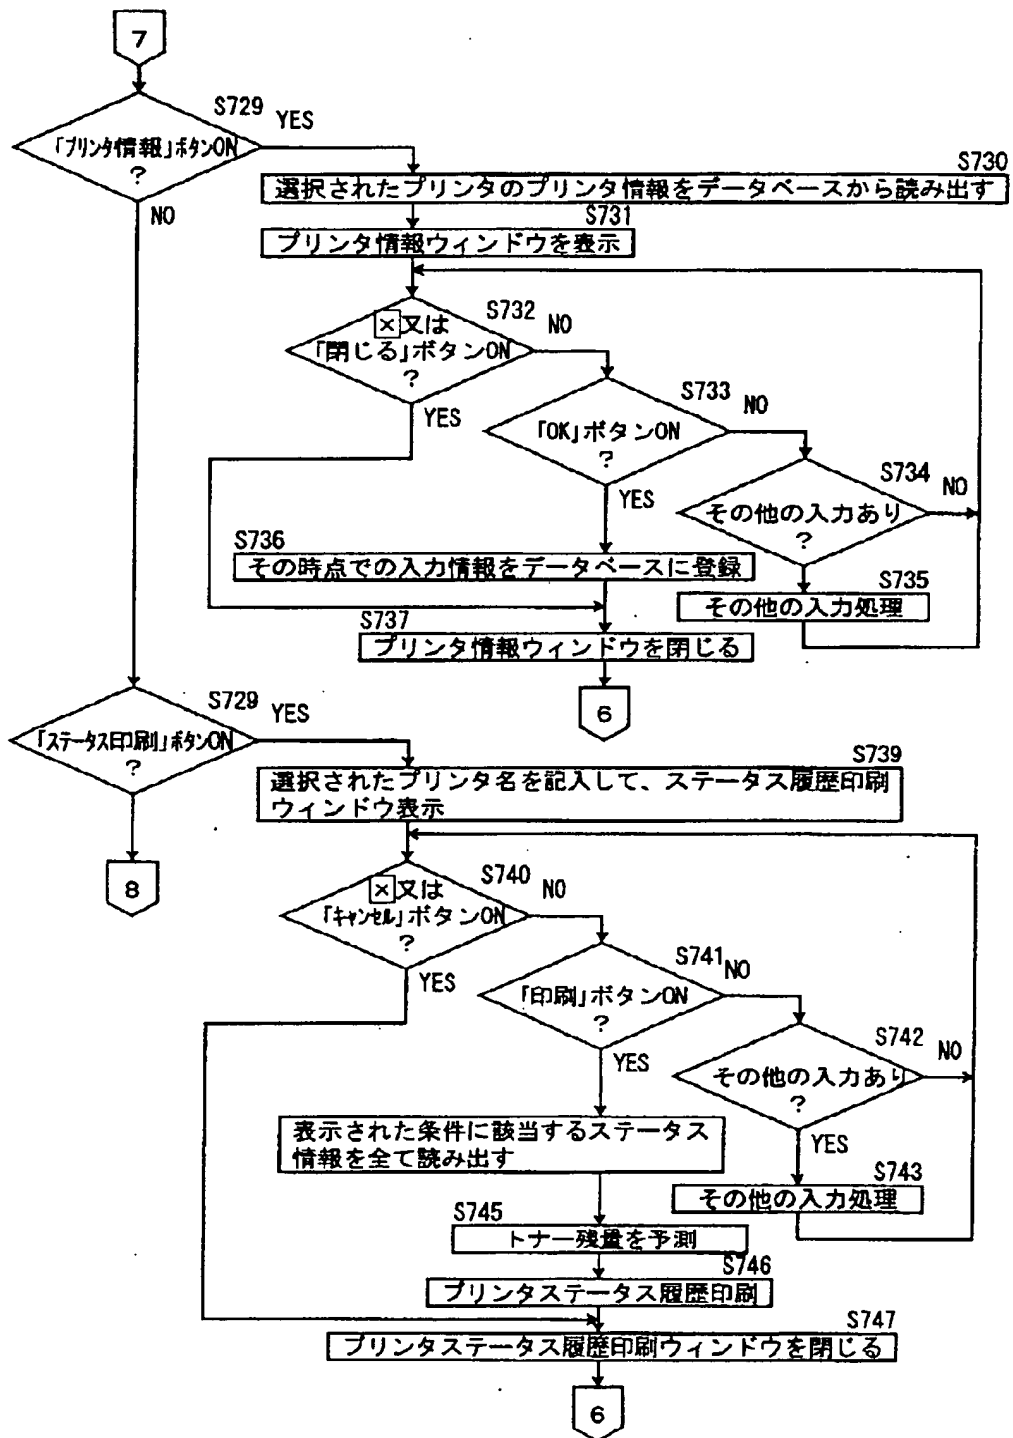 7
S729
YES
「プリンタ情報」ボタンON
?
NO
S730
選択されたプリンタのプリンタ情報をデータベースから読み出す
S731
プリンタ情報ウィンドウを表示
S732
NO
×又は
「閉じる」ボタンON
?
YES
S733
NO
「OK」ボタンON
?
YES
S734
NO
その他の入力あり
?
S736
その時点での入力情報をデータベースに登録
S735
その他の入力処理
S737
プリンタ情報ウィンドウを閉じる
6
S729
YES
「ステータス印刷」ボタンON
?
S739
選択されたプリンタ名を記入して、ステータス履歴印刷
ウィンドウ表示
8
S740
NO
×又は
「キャンセル」ボタンON
?
YES
S741
NO
「印刷」ボタンON
?
YES
S742
NO
その他の入力あり
?
YES
表示された条件に該当するステータス
情報を全て読み出す
S743
その他の入力処理
S745
トナー残量を予測
S746
プリンタステータス履歴印刷
S747
プリンタステータス履歴印刷ウィンドウを閉じる
6